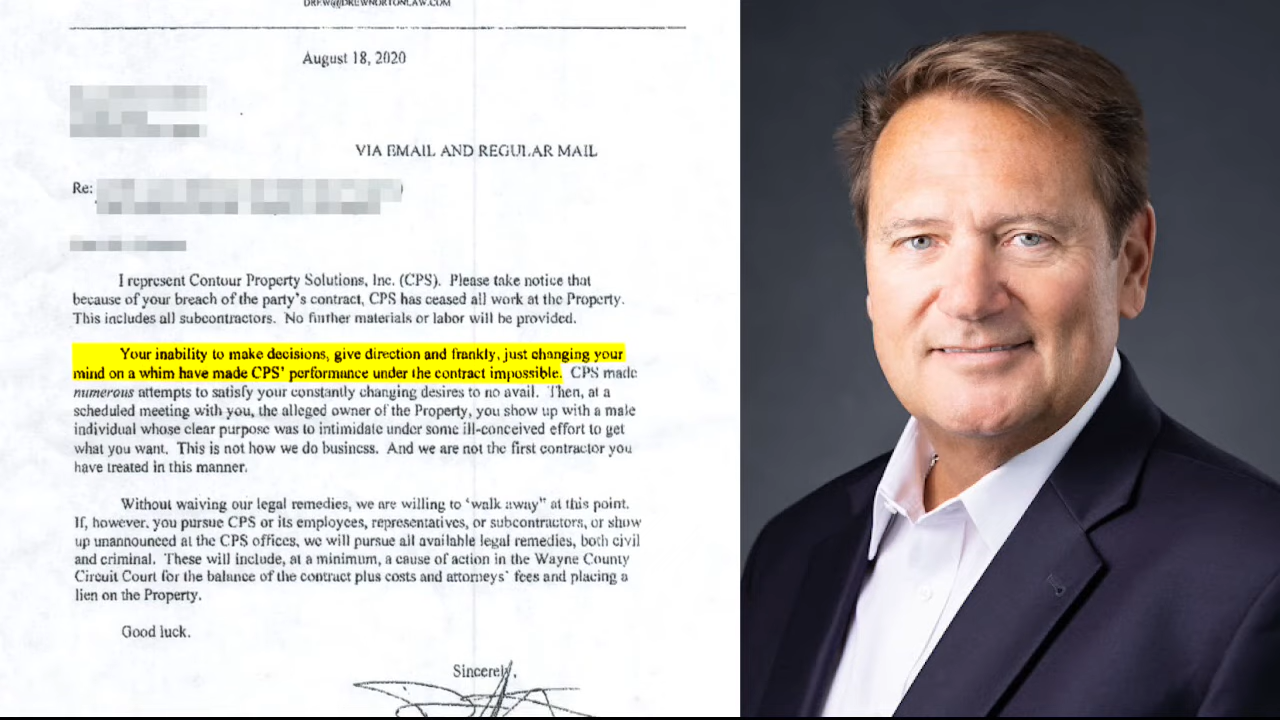 DREW@DREWNORTONLAW.COM
August 18, 2020
VIA EMAIL AND REGULAR MAIL
Re:
I represent Contour Property Solutions, Inc. (CPS). Please take notice that
because of your breach of the party's contract, CPS has ceased all work at the Property.
This includes all subcontractors. No further materials or labor will be provided.
Your inability to make decisions, give direction and frankly, just changing your
mind on a whim have made CPS' performance under the contract impossible. CPS made
numerous attempts to satisfy your constantly changing desires to no avail. Then, at a
scheduled meeting with you, the alleged owner of the Property, you show up with a male
individual whose clear purpose was to intimidate under some ill-conceived effort to get
what you want. This is not how we do business. And we are not the first contractor you
have treated in this manner.
Without waiving our legal remedies, we are willing to "walk away" at this point.
If, however, you pursue CPS or its employees, representatives, or subcontractors, or show
up unannounced at the CPS offices, we will pursue all available legal remedies, both civil
and criminal. These will include, at a minimum, a cause of action in the Wayne County
Circuit Court for the balance of the contract plus costs and attorneys' fees and placing a
lien on the Property.
Good luck.
Sincerely,